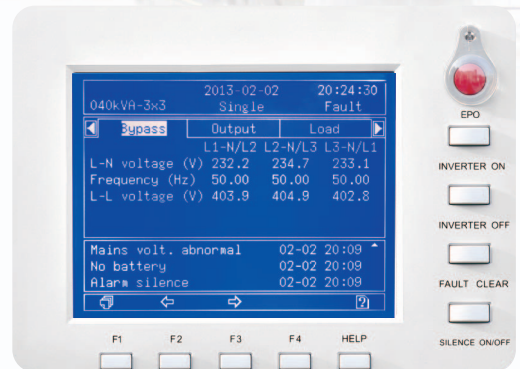 2013-02-02 20:24:30
040kVA-3x3 Single Fault
Bypass Output Load
L1-N/L2 L2-N/L3 L3-N/L1
L-N voltage (V) 232.2 234.7 233.1
Frequency (Hz) 50.00 50.00 50.00
L-L voltage (V) 403.9 404.9 402.8
Mains volt. abnormal 02-02 20:09
No battery 02-02 20:09
Alarm silence 02-02 20:09
?
F1 F2 F3 F4 HELP
EPO
INVERTER ON
INVERTER OFF
FAULT CLEAR
SILENCE ON/OFF